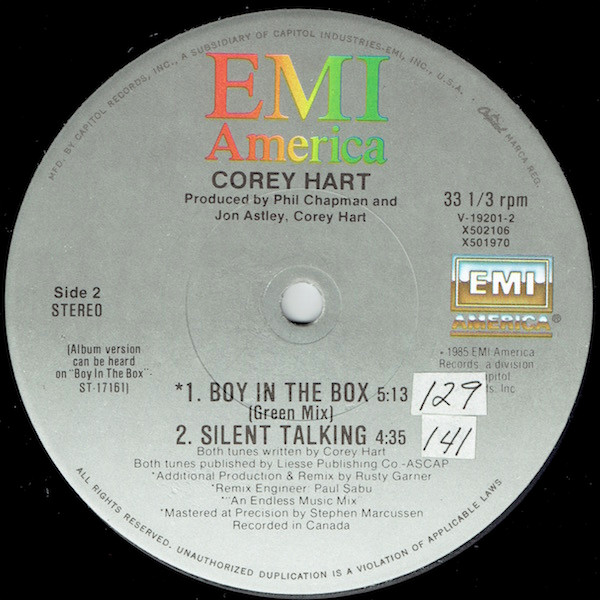 MFD. BY CAPITOL RECORDS, INC., A SUBSIDIARY OF CAPITOL INDUSTRIES-EMI, INC., U.S.A.
Capitol MARCA REG.
EMI
America
COREY HART
Produced by Phil Chapman and
Jon Astley, Corey Hart
33 1/3 rpm
V-19201-2
X502106
X501970
EMI
AMERICA
Side 2
STEREO
1985 EMI America
Records, a division
Inc
(Album version
can be heard
on "Boy In The Box"
ST-17161)
*1. BOY IN THE BOX 5:13 129
(Green Mix)
2. SILENT TALKING 4:35 141
Both tunes written by Corey Hart
Both tunes published by Liesse Publishing Co.-ASCAP
*Additional Production & Remix by Rusty Garner
*Remix Engineer: Paul Sabu
*An Endless Music Mix
*Mastered at Precision by Stephen Marcussen
Recorded in Canada
ALL RIGHTS RESERVED. UNAUTHORIZED DUPLICATION IS A VIOLATION OF APPLICABLE LAWS